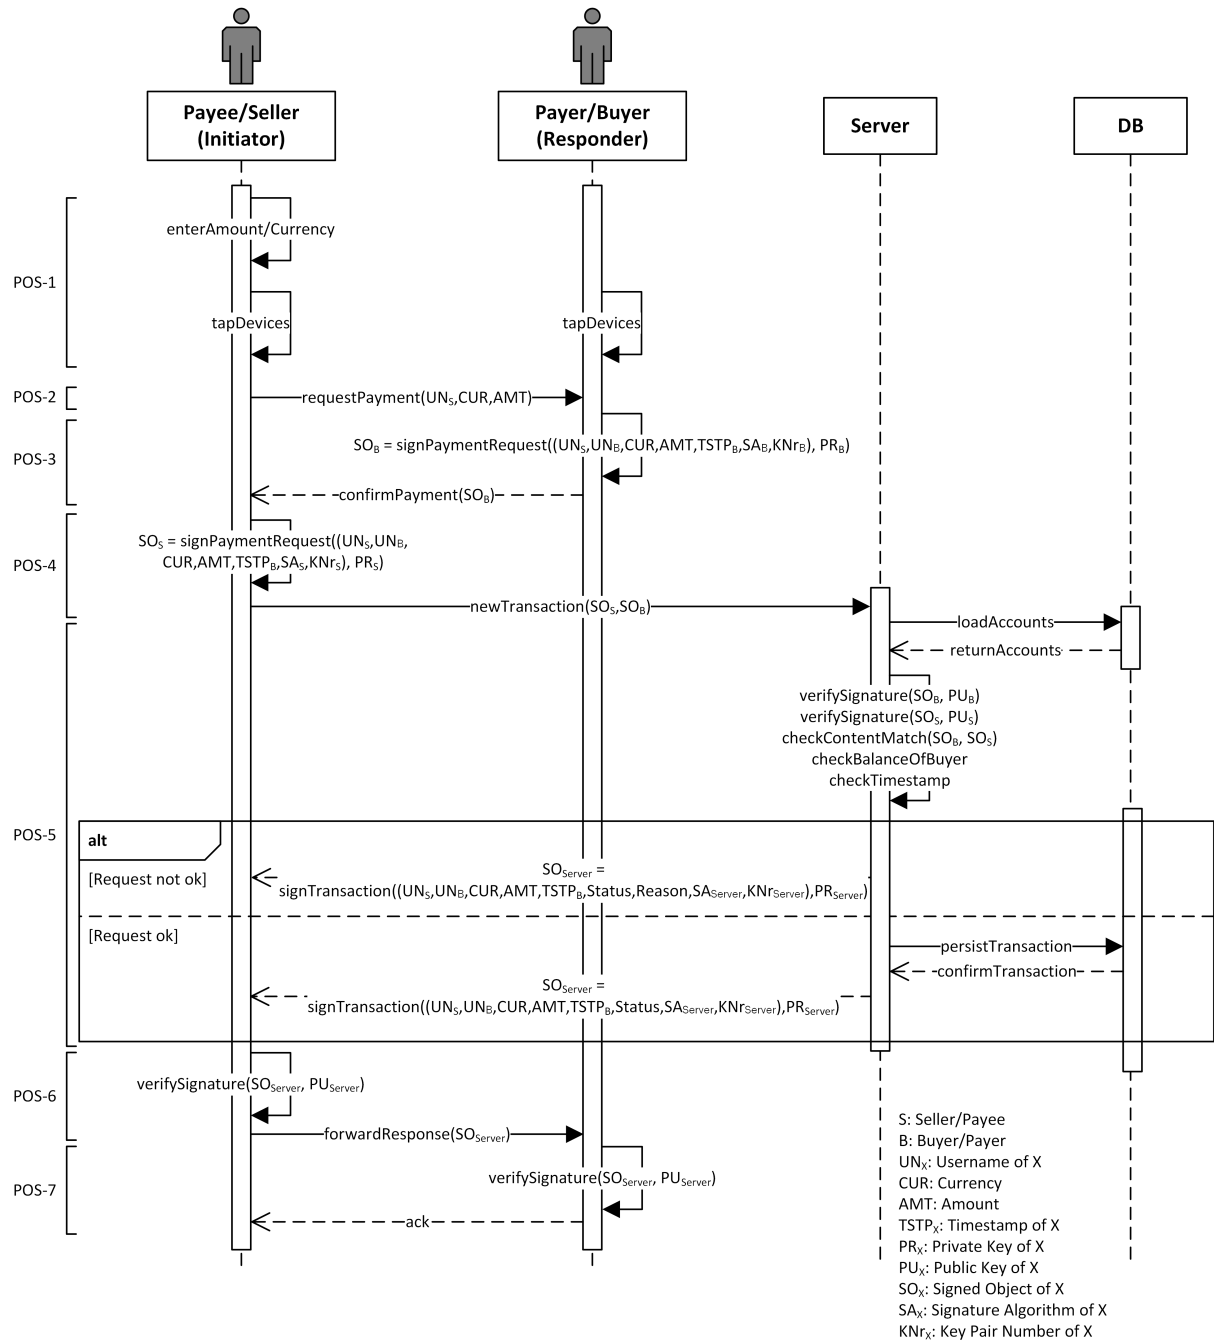 Payee/Seller
(Initiator)
Payer/Buyer
(Responder)
Server
DB
POS-1
enterAmount/Currency
tapDevices
tapDevices
POS-2
requestPayment(UNS,CUR,AMT)
POS-3
SOB = signPaymentRequest((UNS,UNB,CUR,AMT,TSTPB,SAB,KNrB), PRB)
confirmPayment(SOB)
POS-4
SOS = signPaymentRequest((UNS,UNB,
CUR,AMT,TSTPB,SAS,KNrS), PRS)
newTransaction(SOS,SOB)
loadAccounts
returnAccounts
verifySignature(SOB, PUB)
verifySignature(SOS, PUS)
checkContentMatch(SOB, SOS)
checkBalanceOfBuyer
checkTimestamp
POS-5
alt
[Request not ok]
SOServer =
signTransaction((UNS,UNB,CUR,AMT,TSTPB,Status,Reason,SAServer,KNrServer),PRServer)
[Request ok]
persistTransaction
confirmTransaction
SOServer =
signTransaction((UNS,UNB,CUR,AMT,TSTPB,Status,SAServer,KNrServer),PRServer)
POS-6
verifySignature(SOServer, PUServer)
forwardResponse(SOServer)
POS-7
verifySignature(SOServer, PUServer)
ack
S: Seller/Payee
B: Buyer/Payer
UNX: Username of X
CUR: Currency
AMT: Amount
TSTPX: Timestamp of X
PRX: Private Key of X
PUX: Public Key of X
SOX: Signed Object of X
SAX: Signature Algorithm of X
KNrX: Key Pair Number of X